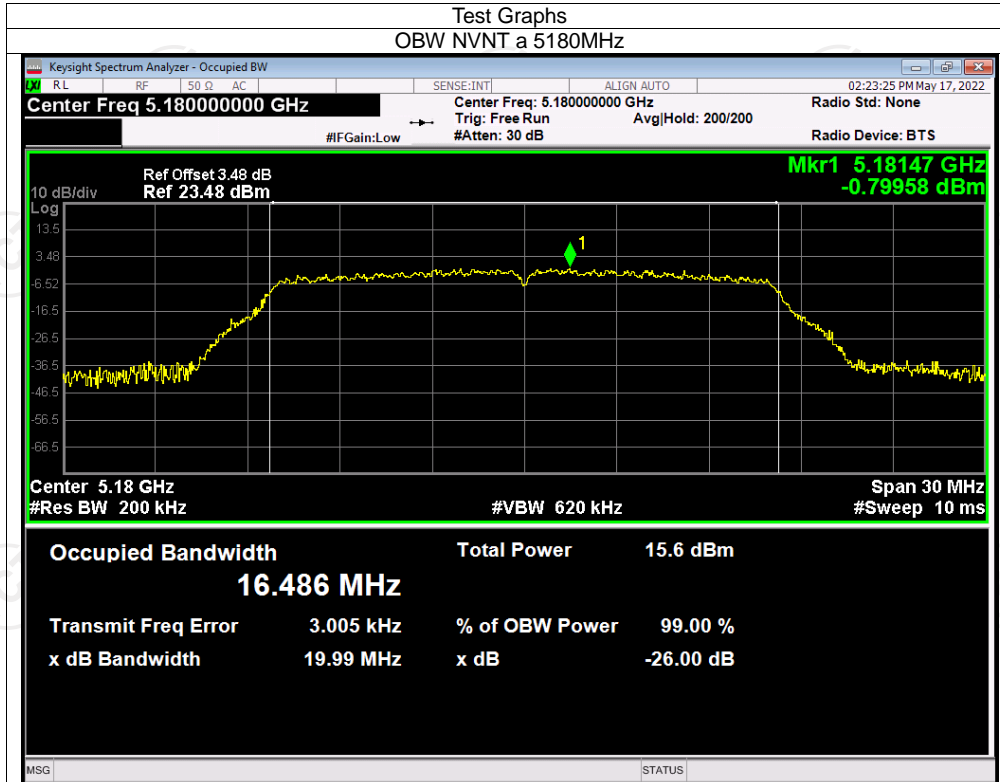 Test Graphs
OBW NVNT a 5180MHz
Keysight Spectrum Analyzer - Occupied BW
LXI RL RF 50 Ω AC SENSE:INT ALIGN AUTO 02:23:25 PM May 17, 2022
Center Freq 5.180000000 GHz Center Freq: 5.180000000 GHz Radio Std: None
Trig: Free Run Avg|Hold: 200/200
#IFGain:Low #Atten: 30 dB Radio Device: BTS
Mkr1 5.18147 GHz
-0.79958 dBm
Ref Offset 3.48 dB
10 dB/div Ref 23.48 dBm
Log
13.5
1
3.48
-6.52
-16.5
-26.5
-36.5
-46.5
-56.5
-66.5
Center 5.18 GHz Span 30 MHz
#Res BW 200 kHz #VBW 620 kHz #Sweep 10 ms
Occupied Bandwidth Total Power 15.6 dBm
16.486 MHz
Transmit Freq Error 3.005 kHz % of OBW Power 99.00 %
x dB Bandwidth 19.99 MHz x dB -26.00 dB
MSG STATUS